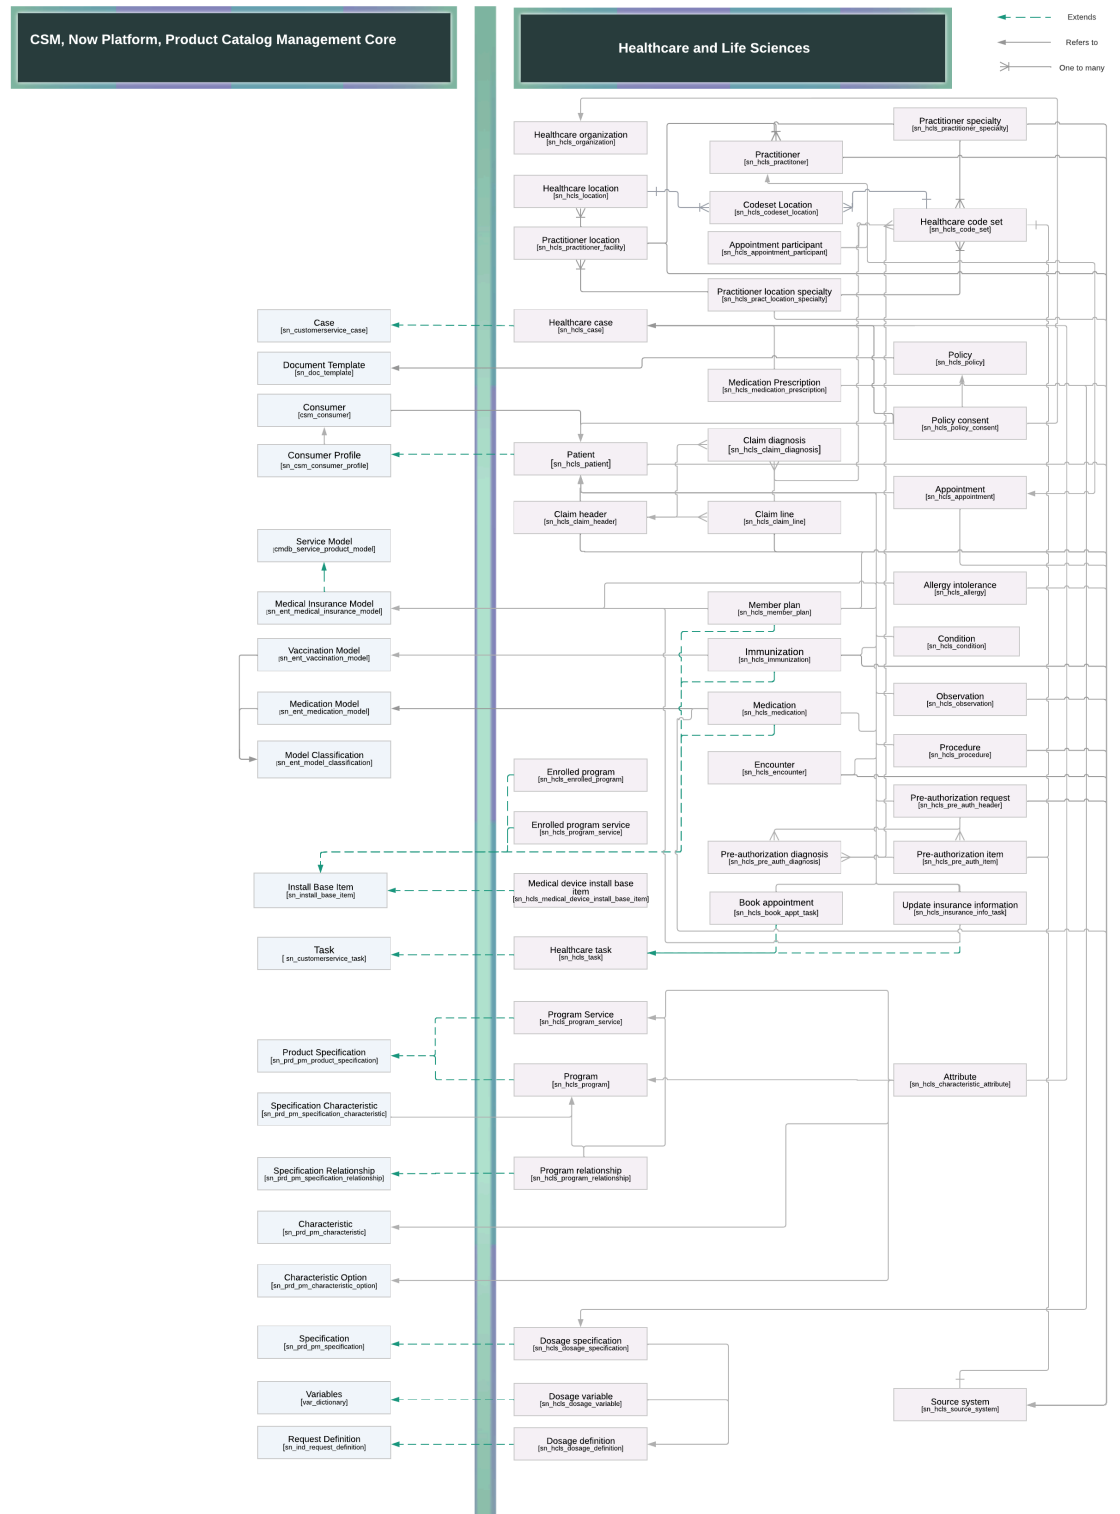 CSM, Now Platform, Product Catalog Management Core
Healthcare and Life Sciences
Extends
Refers to
One to many
Healthcare organization
[sn_hcls_organization]
Practitioner specialty
[sn_hcls_practitioner_specialty]
Practitioner
[sn_hcls_practitoner]
Healthcare location
[sn_hcls_location]
Codeset Location
[sn_hcls_codeset_location]
Healthcare code set
[sn_hcls_code_set]
Practitioner location
[sn_hcls_practitioner_facility]
Appointment participant
[sn_hcls_appointment_participant]
Practitioner location specialty
[sn_hcls_pract_location_specialty]
Case
[sn_customerservice_case]
Healthcare case
[sn_hcls_case]
Document Template
[sn_doc_template]
Policy
[sn_hcls_policy]
Medication Prescription
[sn_hcls_medication_prescription]
Consumer
[csm_consumer]
Policy consent
[sn_hcls_policy_consent]
Consumer Profile
[sn_csm_consumer_profile]
Patient
[sn_hcls_patient]
Claim diagnosis
[sn_hcls_claim_diagnosis]
Appointment
[sn_hcls_appointment]
Claim header
[sn_hcls_claim_header]
Claim line
[sn_hcls_claim_line]
Service Model
[cmdb_service_product_model]
Allergy intolerance
[sn_hcls_allergy]
Medical Insurance Model
[sn_ent_medical_insurance_model]
Member plan
[sn_hcls_member_plan]
Condition
[sn_hcls_condition]
Vaccination Model
[sn_ent_vaccination_model]
Immunization
[sn_hcls_immunization]
Observation
[sn_hcls_observation]
Medication Model
[sn_ent_medication_model]
Medication
[sn_hcls_medication]
Procedure
[sn_hcls_procedure]
Model Classification
[sn_ent_model_classification]
Enrolled program
[sn_hcls_enrolled_program]
Encounter
[sn_hcls_encounter]
Pre-authorization request
[sn_hcls_pre_auth_header]
Enrolled program service
[sn_hcls_program_service]
Pre-authorization diagnosis
[sn_hcls_pre_auth_diagnosis]
Pre-authorization item
[sn_hcls_pre_auth_item]
Install Base Item
[sn_install_base_item]
Medical device install base
item
[sn_hcls_medical_device_install_base_item]
Book appointment
[sn_hcls_book_appt_task]
Update insurance information
[sn_hcls_insurance_info_task]
Task
[ sn_customerservice_task]
Healthcare task
[sn_hcls_task]
Program Service
[sn_hcls_program_service]
Product Specification
[sn_prd_pm_product_specification]
Program
[sn_hcls_program]
Attribute
[sn_hcls_characteristic_attribute]
Specification Characteristic
[sn_prd_pm_specification_characteristic]
Specification Relationship
[sn_prd_pm_specification_relationship]
Program relationship
[sn_hcls_program_relationship]
Characteristic
[sn_prd_pm_characteristic]
Characteristic Option
[sn_prd_pm_characteristic_option]
Specification
[sn_prd_pm_specification]
Dosage specification
[sn_hcls_dosage_specification]
Variables
[var_dictionary]
Dosage variable
[sn_hcls_dosage_variable]
Source system
[sn_hcls_source_system]
Request Definition
[sn_ind_request_definition]
Dosage definition
[sn_hcls_dosage_definition]